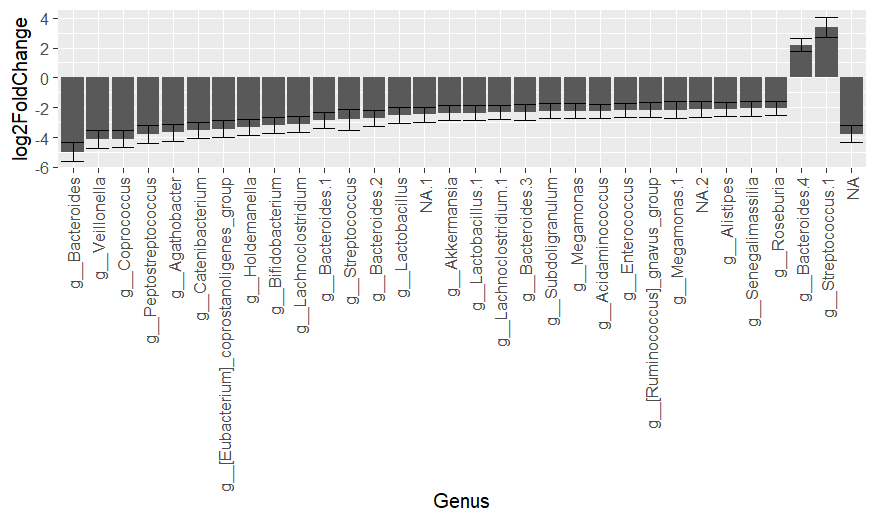 log2FoldChange
4
2
0
-2
-4
-6
g__Bacteroides
g__Veillonella
g__Coprococcus
g__Peptostreptococcus
g__Agathobacter
g__Catenibacterium
g__[Eubacterium]_coprostanoligenes_group
g__Holdemanella
g__Bifidobacterium
g__Lachnoclostridium
g__Bacteroides.1
g__Streptococcus
g__Bacteroides.2
g__Lactobacillus
NA.1
g__Akkermansia
g__Lactobacillus.1
g__Lachnoclostridium.1
g__Bacteroides.3
g__Subdoligranulum
g__Megamonas
g__Acidaminococcus
g__Enterococcus
g__[Ruminococcus]_gnavus_group
g__Megamonas.1
NA.2
g__Alistipes
g__Senegalimassilia
g__Roseburia
g__Bacteroides.4
g__Streptococcus.1
NA
Genus